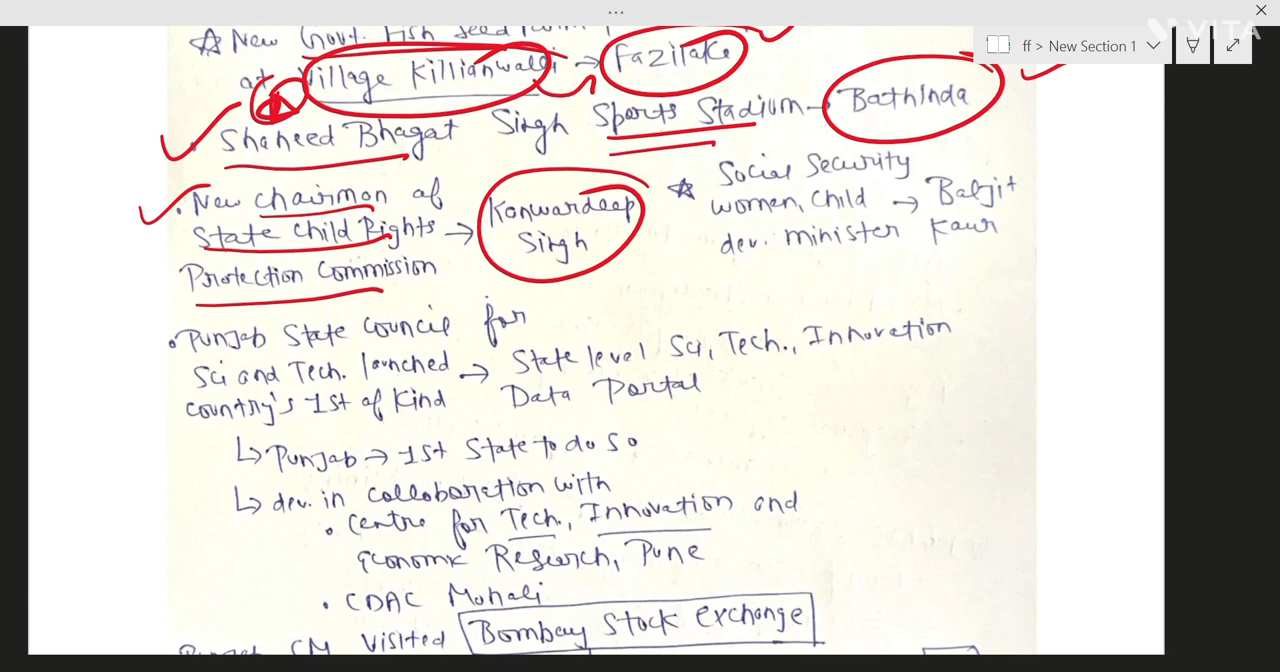 ...
VITA
ff > New Section 1
☆ New Govt. Fish seed farm
at village Killianwali → Fazilake
Shaheed Bhagat Singh Sports Stadium → Bathinda
• New chairman of
State Child Rights → Kanwardeep Singh
Protection Commission
☆ Social Security
women, child → Baljit Kaur
dev. minister
• Punjab State Council for
Sci and Tech. launched → State level Sci, Tech., Innovation
country's 1st of kind Data Portal
↳ Punjab → 1st State to do so
↳ dev. in collaboration with
• Centre for Tech., Innovation and
Economic Research, Pune
• CDAC Mohali
CM visited Bombay Stock exchange